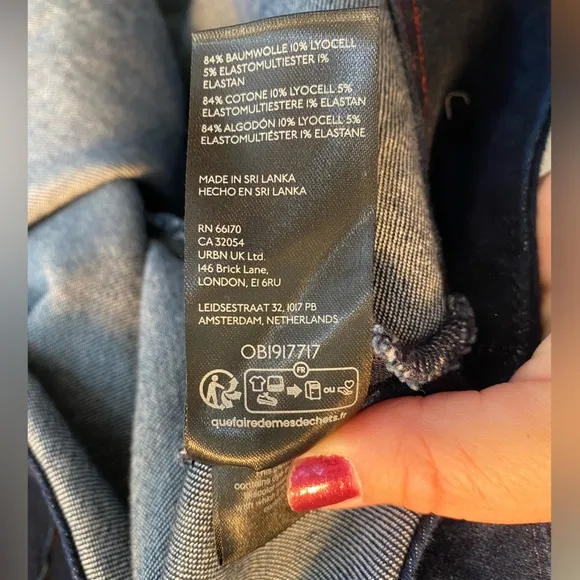 84% BAUMWOLLE 10% LYOCELL
5% ELASTOMULTIESTER 1%
ELASTAN
84% COTONE 10% LYOCELL 5%
ELASTOMULTIESTERE 1% ELASTAN
84% ALGODÓN 10% LYOCELL 5%
ELASTOMULTIÉSTER 1% ELASTANE
MADE IN SRI LANKA
HECHO EN SRI LANKA
RN 66170
CA 32054
URBN UK Ltd.
146 Brick Lane,
LONDON, E1 6RU
LEIDSESTRAAT 32, 1017 PB
AMSTERDAM, NETHERLANDS
OB1917717
FR
OU
quefairedemesdechets.fr
This
contains